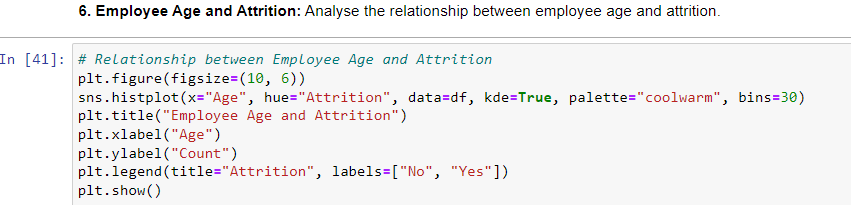 6. Employee Age and Attrition: Analyse the relationship between employee age and attrition.
In [41]: # Relationship between Employee Age and Attrition
plt.figure(figsize=(10, 6))
sns.histplot(x="Age", hue="Attrition", data=df, kde=True, palette="coolwarm", bins=30)
plt.title("Employee Age and Attrition")
plt.xlabel("Age")
plt.ylabel("Count")
plt.legend(title="Attrition", labels=["No", "Yes"])
plt.show()